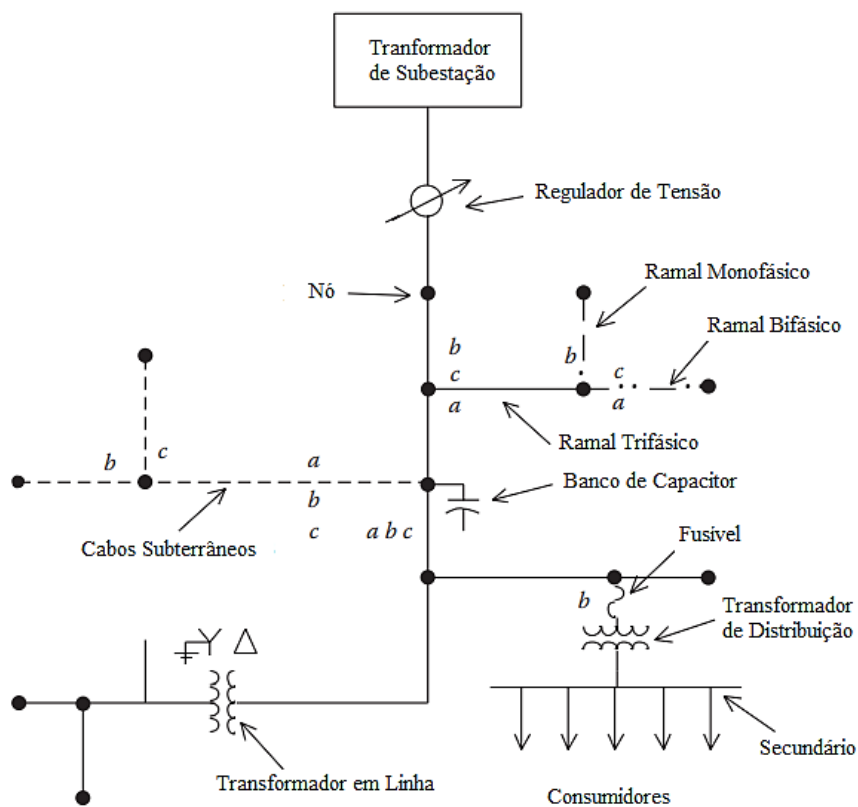 Tranformador
de Subestação
Regulador de Tensão
Ramal Monofásico
Nó
Ramal Bifásico
b
c
a
b
c
a
Ramal Trifásico
b
c
a
b
c
a b c
Banco de Capacitor
Cabos Subterrâneos
Fusível
b
Transformador
de Distribuição
Y Δ
Secundário
Transformador em Linha
Consumidores